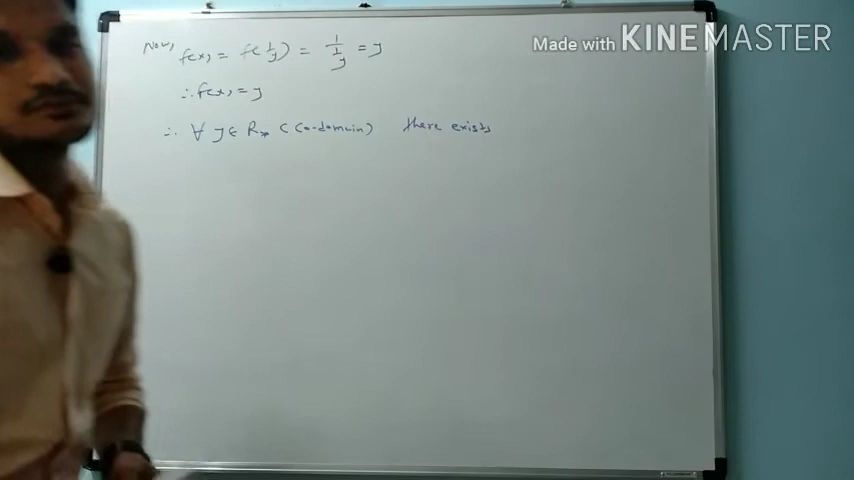 Made with KINEMASTER
Now, f(x) = f(1/y) = 1/(1/y) = y
∴ f(x) = y
∴ ∀ y ∈ R* (Co-domain) there exists